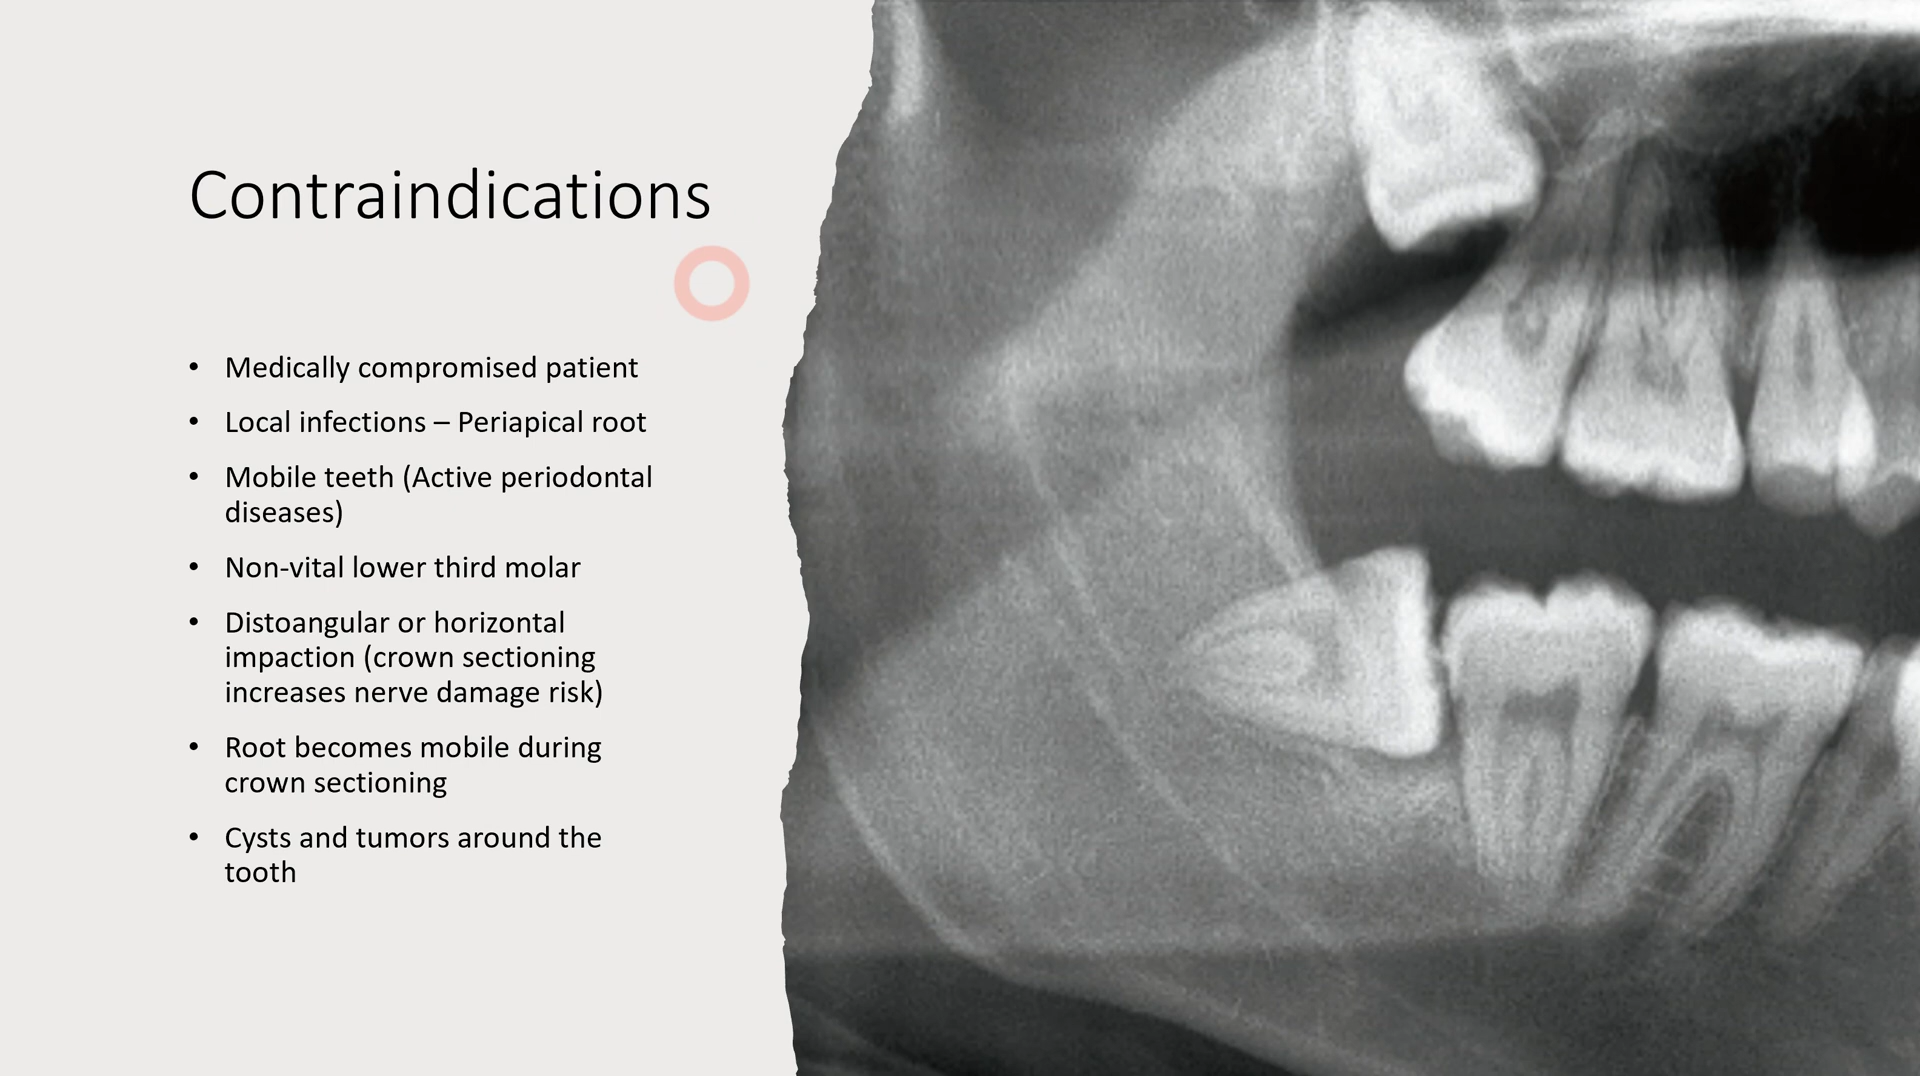 Contraindications
• Medically compromised patient
• Local infections – Periapical root
• Mobile teeth (Active periodontal
diseases)
• Non-vital lower third molar
• Distoangular or horizontal
impaction (crown sectioning
increases nerve damage risk)
• Root becomes mobile during
crown sectioning
• Cysts and tumors around the
tooth